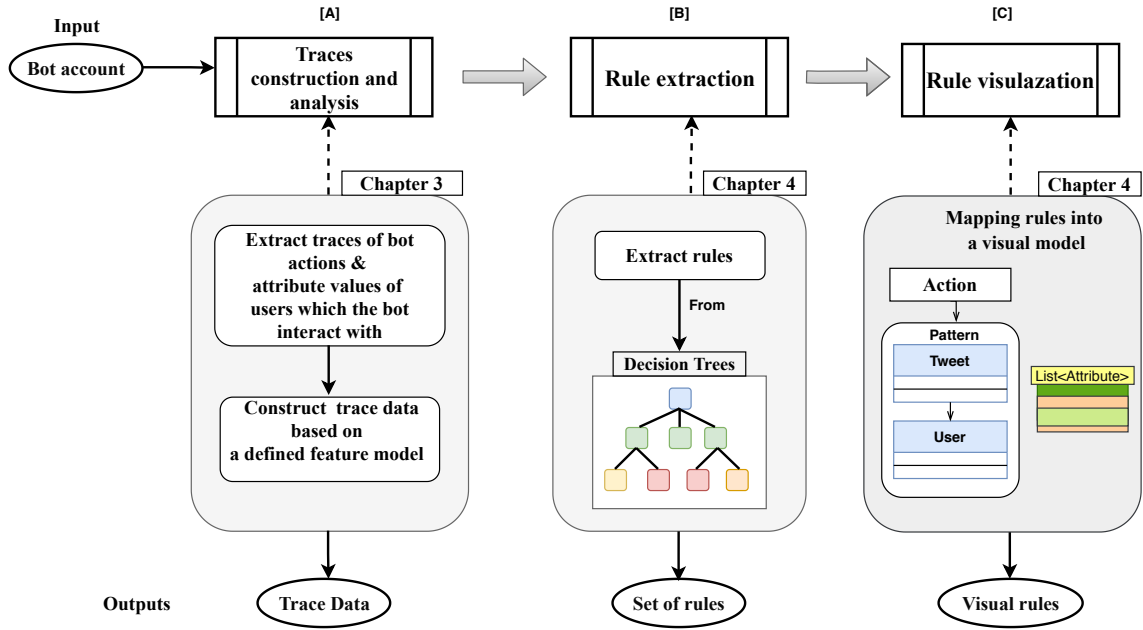 Input
Bot account
[A]
Traces
construction and
analysis
[B]
Rule extraction
[C]
Rule visulazation
Chapter 3
Extract traces of bot
actions &
attribute values of
users which the bot
interact with
Construct trace data
based on
a defined feature model
Chapter 4
Extract rules
From
Decision Trees
Chapter 4
Mapping rules into
a visual model
Action
Pattern
Tweet
User
List<Attribute>
Outputs
Trace Data
Set of rules
Visual rules